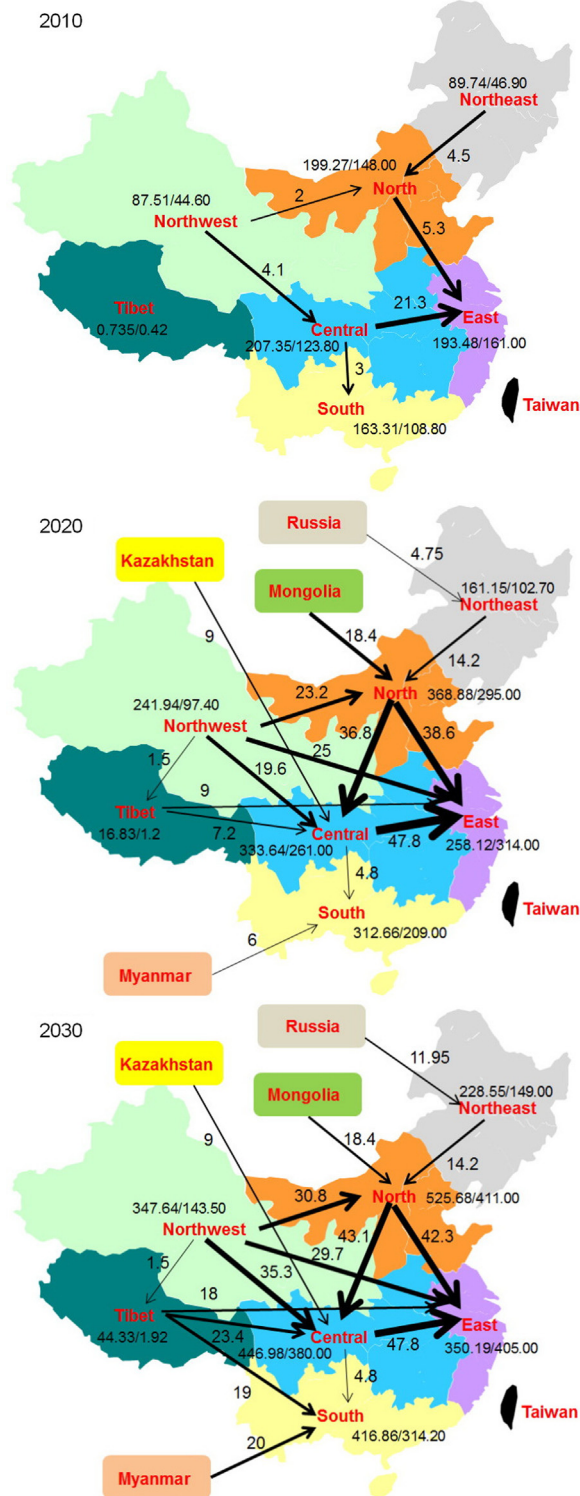 2010
89.74/46.90
Northeast
4.5
199.27/148.00
North
2
87.51/44.60
Northwest
5.3
4.1
Tibet
0.735/0.42
21.3
Central
East
207.35/123.80
193.48/161.00
3
South
163.31/108.80
Taiwan
2020
Russia
Kazakhstan
4.75
Mongolia
161.15/102.70
Northeast
9
18.4
14.2
23.2
North
368.88/295.00
241.94/97.40
Northwest
36.8
38.6
25
1.5
19.6
9
Tibet
16.83/1.2
7.2
Central
East
333.64/261.00
47.8
258.12/314.00
4.8
South
312.66/209.00
Taiwan
6
Myanmar
2030
Russia
Kazakhstan
11.95
Mongolia
228.55/149.00
Northeast
9
18.4
14.2
30.8
North
525.68/411.00
347.64/143.50
Northwest
43.1
42.3
29.7
1.5
35.3
18
Tibet
44.33/1.92
23.4
Central
East
446.98/380.00
47.8
350.19/405.00
4.8
19
South
416.86/314.20
Taiwan
20
Myanmar